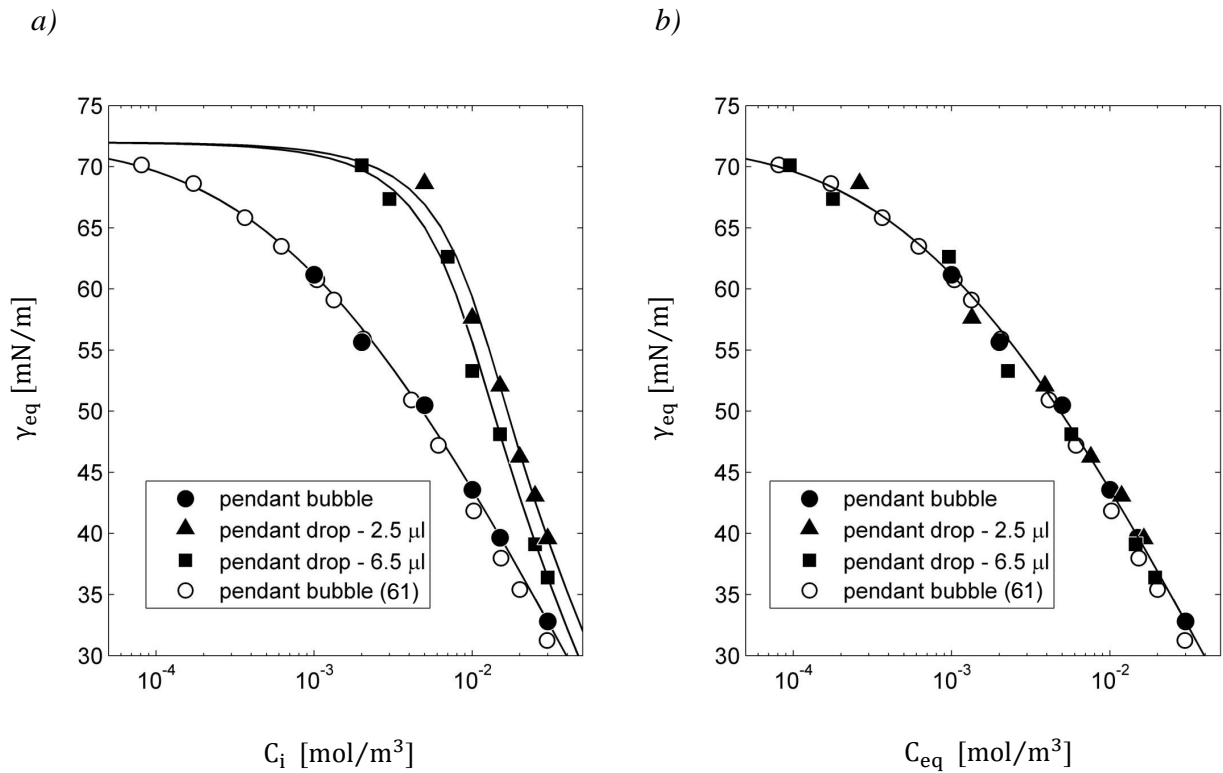 a)
75
70
65
60
55
50
45
40
35
30
γeq [mN/m]
pendant bubble
pendant drop - 2.5 μl
pendant drop - 6.5 μl
pendant bubble (61)
10⁻⁴
10⁻³
10⁻²
Cᵢ [mol/m³]
b)
75
70
65
60
55
50
45
40
35
30
γeq [mN/m]
pendant bubble
pendant drop - 2.5 μl
pendant drop - 6.5 μl
pendant bubble (61)
10⁻⁴
10⁻³
10⁻²
Ceq [mol/m³]